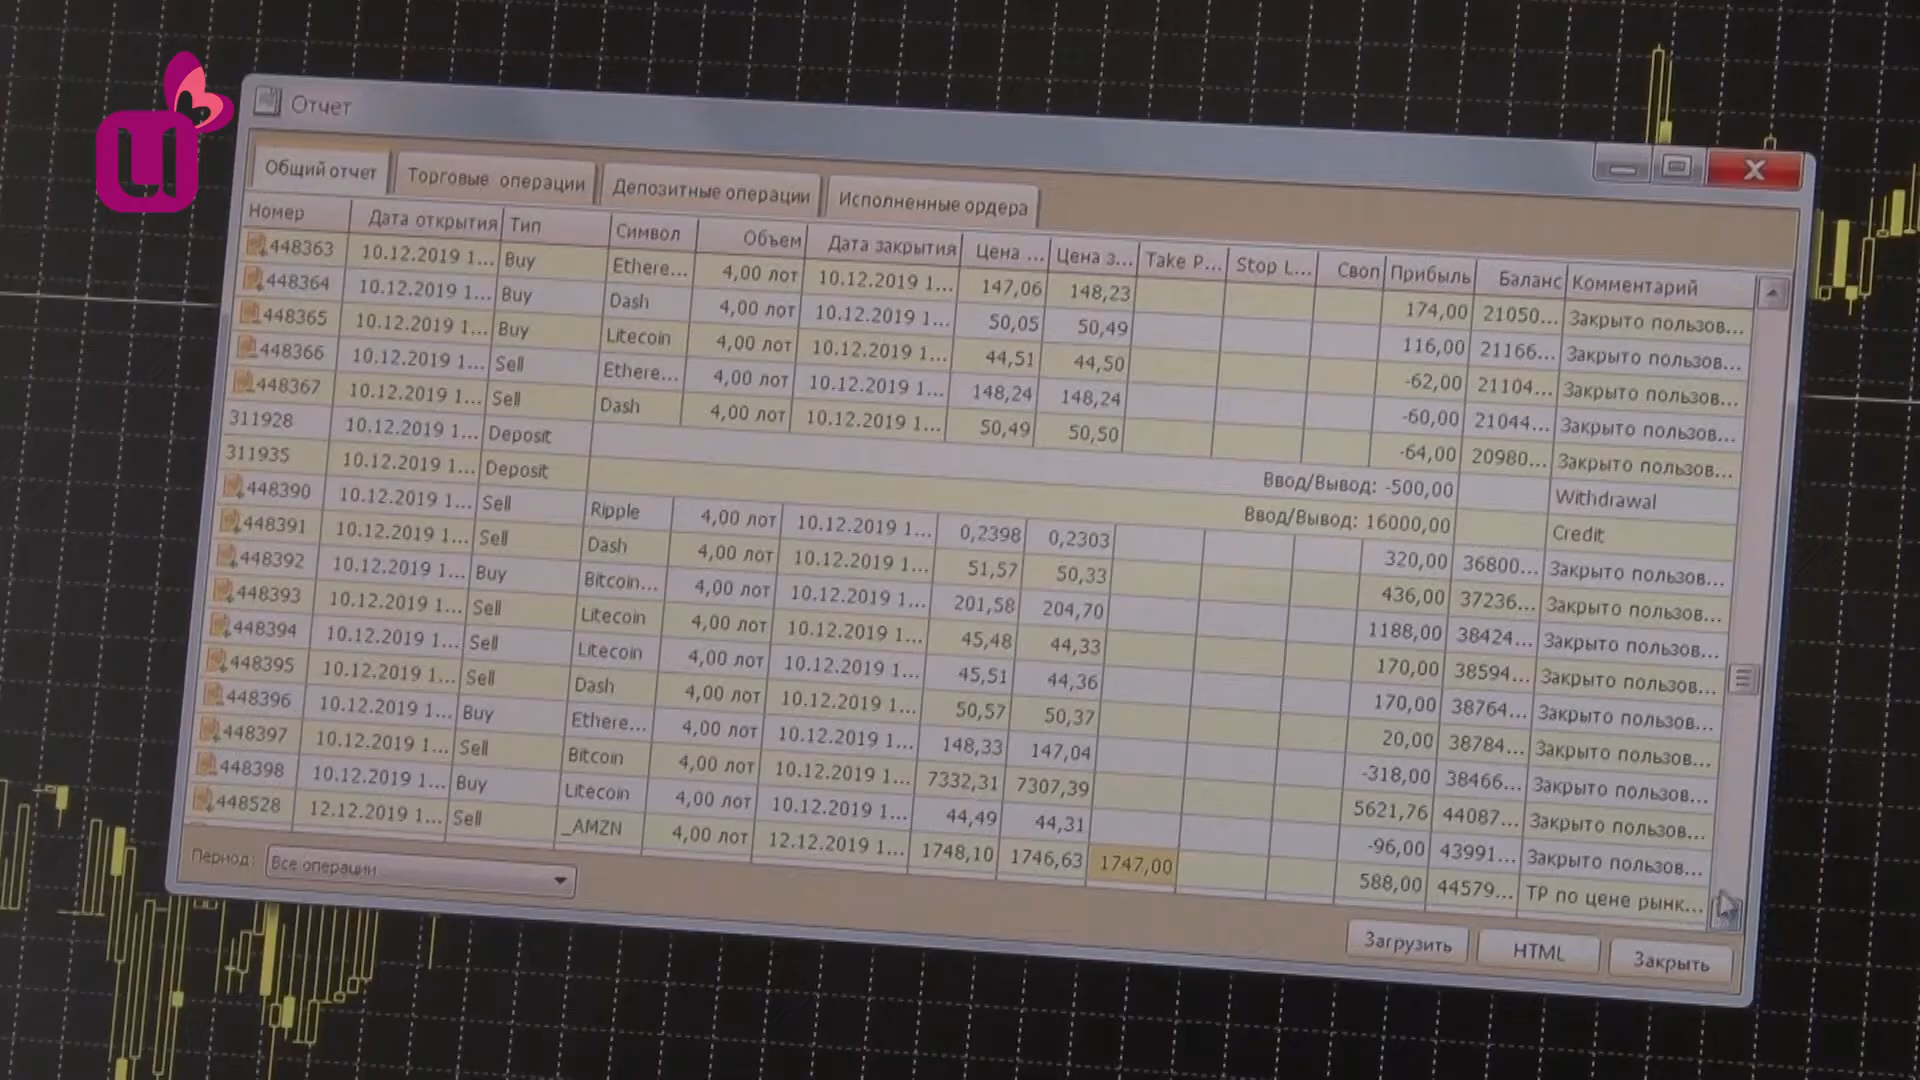 u
Отчет
Общий отчет Торговые операции Депозитные операции Исполненные ордера
Номер Дата открытия Тип Символ Объем Дата закрытия Цена ... Цена з... Take P... Stop L... Своп Прибыль Баланс Комментарий
448363 10.12.2019 1... Buy Ethere... 4,00 лот 10.12.2019 1... 147,06 148,23 174,00 21050... Закрыто пользов...
448364 10.12.2019 1... Buy Dash 4,00 лот 10.12.2019 1... 50,05 50,49 116,00 21166... Закрыто пользов...
448365 10.12.2019 1... Buy Litecoin 4,00 лот 10.12.2019 1... 44,51 44,50 -62,00 21104... Закрыто пользов...
448366 10.12.2019 1... Sell Ethere... 4,00 лот 10.12.2019 1... 148,24 148,24 -60,00 21044... Закрыто пользов...
448367 10.12.2019 1... Sell Dash 4,00 лот 10.12.2019 1... 50,49 50,50 -64,00 20980... Закрыто пользов...
311928 10.12.2019 1... Deposit Ввод/Вывод: -500,00 Withdrawal
311935 10.12.2019 1... Deposit Ввод/Вывод: 16000,00 Credit
448390 10.12.2019 1... Sell Ripple 4,00 лот 10.12.2019 1... 0,2398 0,2303 320,00 36800... Закрыто пользов...
448391 10.12.2019 1... Sell Dash 4,00 лот 10.12.2019 1... 51,57 50,33 436,00 37236... Закрыто пользов...
448392 10.12.2019 1... Buy Bitcoin... 4,00 лот 10.12.2019 1... 201,58 204,70 1188,00 38424... Закрыто пользов...
448393 10.12.2019 1... Sell Litecoin 4,00 лот 10.12.2019 1... 45,48 44,33 170,00 38594... Закрыто пользов...
448394 10.12.2019 1... Sell Litecoin 4,00 лот 10.12.2019 1... 45,51 44,36 170,00 38764... Закрыто пользов...
448395 10.12.2019 1... Sell Dash 4,00 лот 10.12.2019 1... 50,57 50,37 20,00 38784... Закрыто пользов...
448396 10.12.2019 1... Buy Ethere... 4,00 лот 10.12.2019 1... 148,33 147,04 -318,00 38466... Закрыто пользов...
448397 10.12.2019 1... Sell Bitcoin 4,00 лот 10.12.2019 1... 7332,31 7307,39 5621,76 44087... Закрыто пользов...
448398 10.12.2019 1... Buy Litecoin 4,00 лот 10.12.2019 1... 44,49 44,31 -96,00 43991... Закрыто пользов...
448528 12.12.2019 1... Sell _AMZN 4,00 лот 12.12.2019 1... 1748,10 1746,63 1747,00 588,00 44579... TP по цене рынк...
Период: Все операции
Загрузить HTML Закрыть